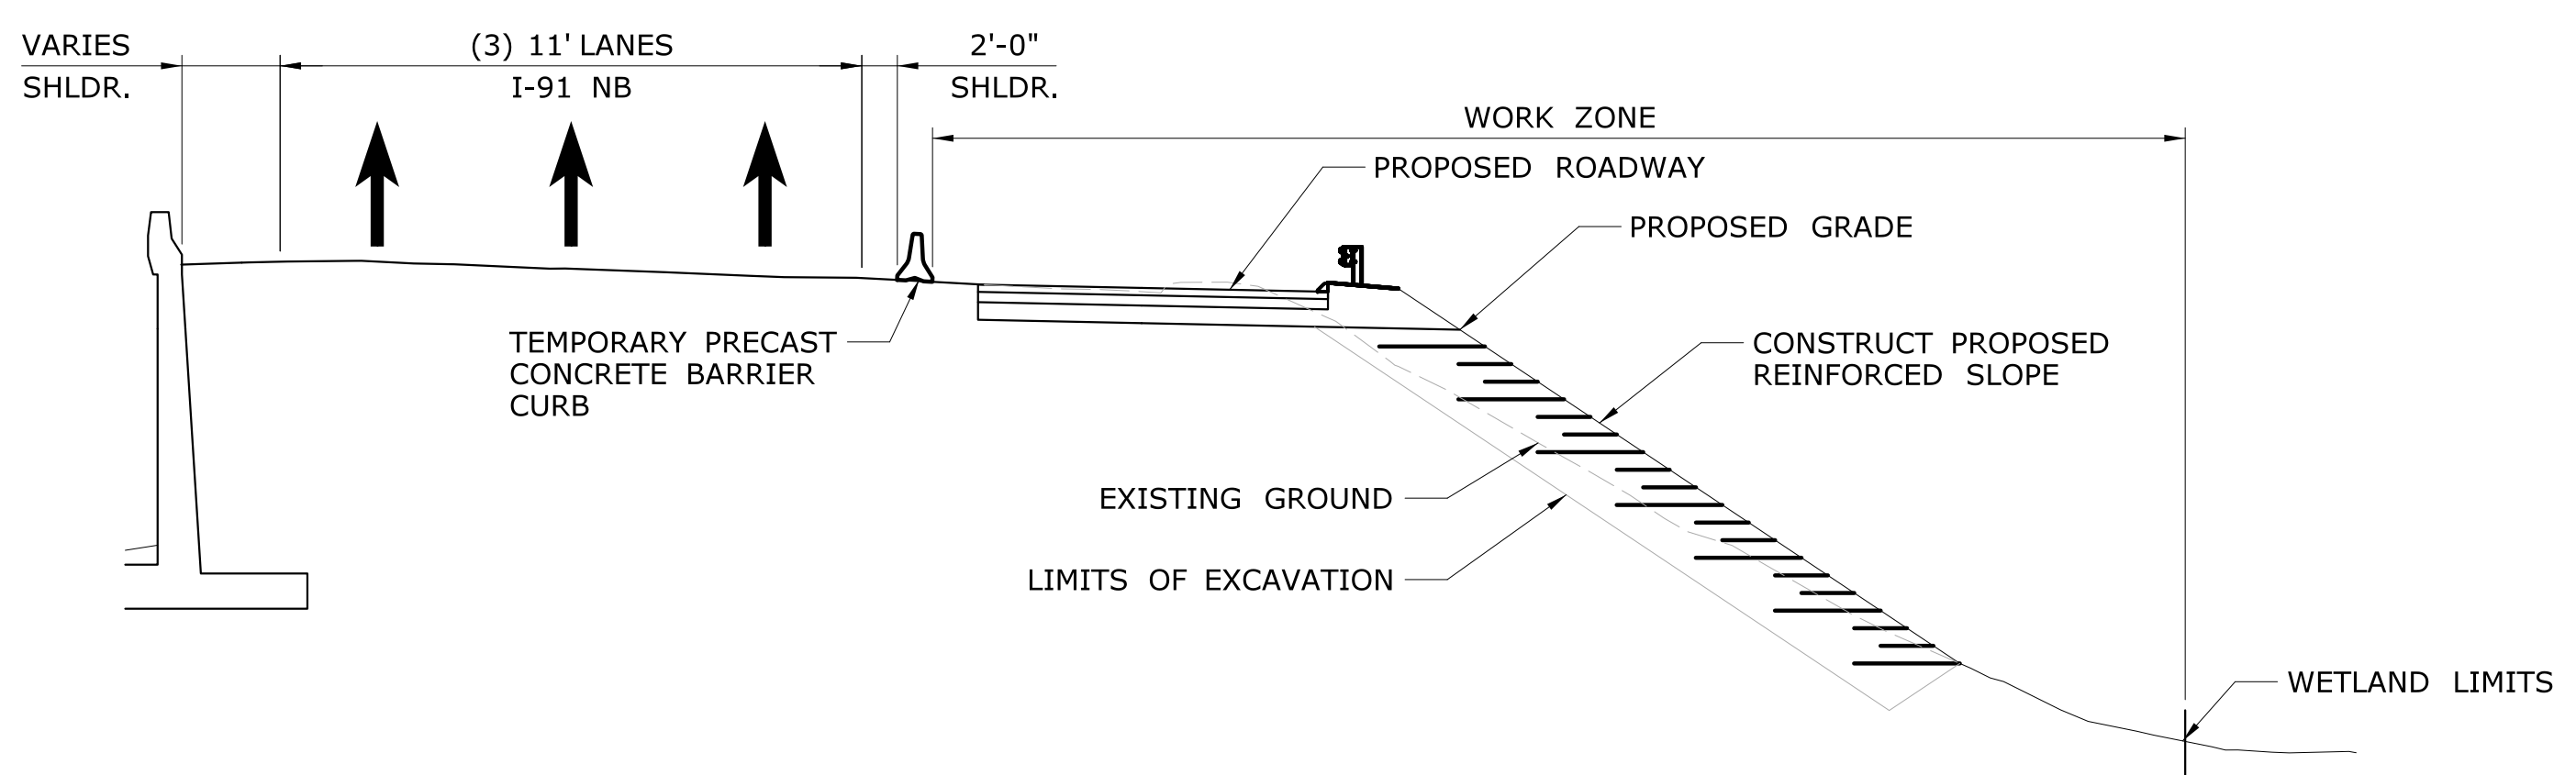 VARIES
SHLDR.
(3) 11' LANES
I-91 NB
2'-0"
SHLDR.
WORK ZONE
PROPOSED ROADWAY
PROPOSED GRADE
TEMPORARY PRECAST
CONCRETE BARRIER
CURB
CONSTRUCT PROPOSED
REINFORCED SLOPE
EXISTING GROUND
LIMITS OF EXCAVATION
WETLAND LIMITS